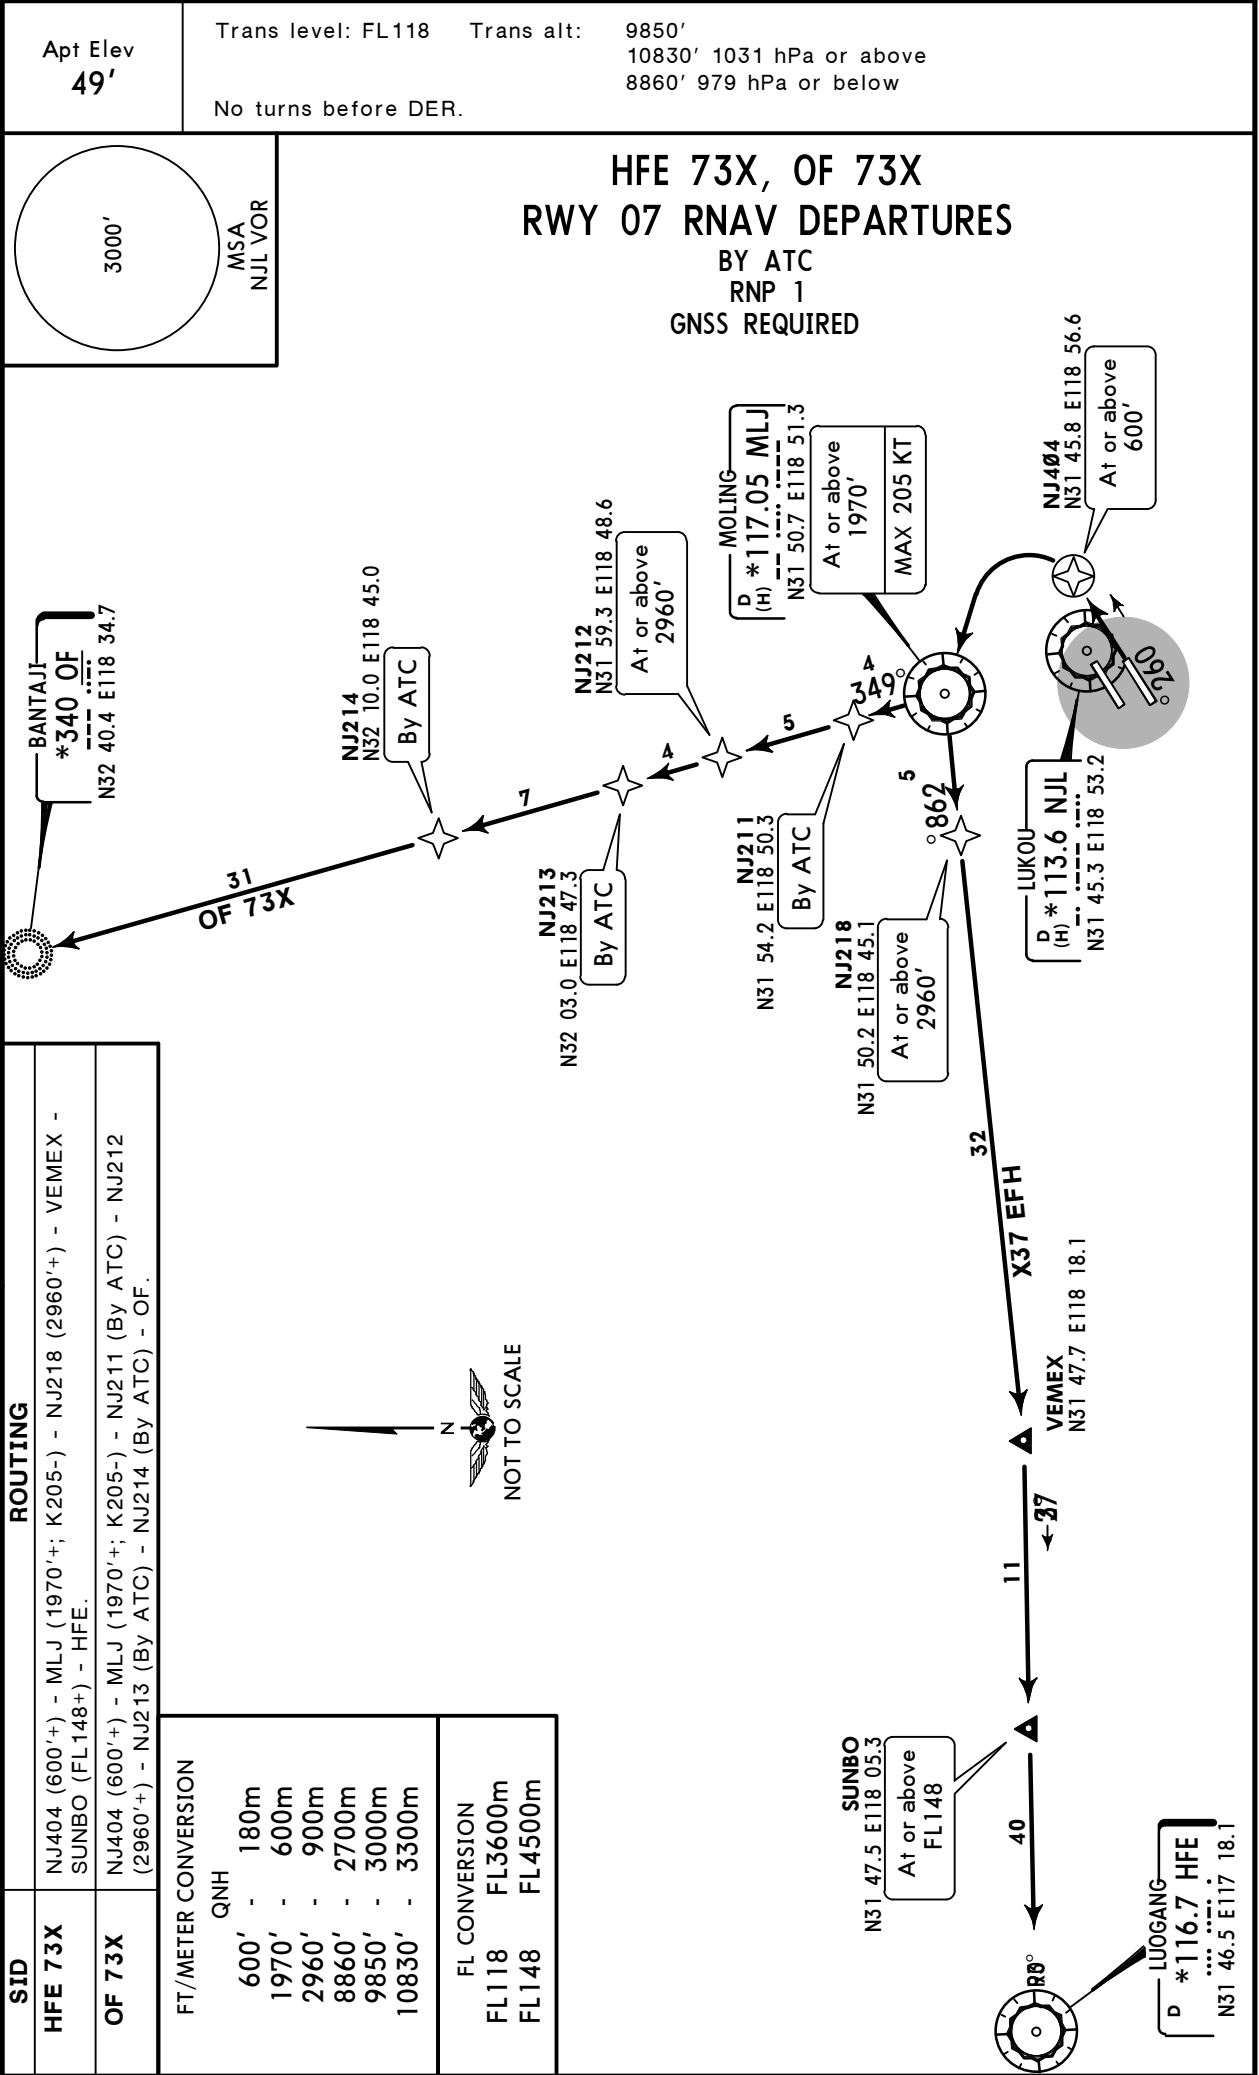 Apt Elev
49'
Trans level: FL118 Trans alt: 9850'
10830' 1031 hPa or above
8860' 979 hPa or below
No turns before DER.
3000'
MSA
NJL VOR
HFE 73X, OF 73X
RWY 07 RNAV DEPARTURES
BY ATC
RNP 1
GNSS REQUIRED
BANTAJI
*340 OF
N32 40.4 E118 34.7
NJ214
N32 10.0 E118 45.0
By ATC
NJ212
N31 59.3 E118 48.6
At or above
2960'
MOLING
D
(H)
*117.05 MLJ
N31 50.7 E118 51.3
At or above
1970'
MAX 205 KT
NJ404
N31 45.8 E118 56.6
At or above
600'
4
349°
5
4
7
31
OF 73X
NJ213
N32 03.0 E118 47.3
By ATC
NJ211
N31 54.2 E118 50.3
By ATC
5
862
NJ218
N31 50.2 E118 45.1
At or above
2960'
260°
LUKOU
D
(H)
*113.6 NJL
N31 45.3 E118 53.2
32
X37 EFH
VEMEX
N31 47.7 E118 18.1
11
SUNBO
N31 47.5 E118 05.3
At or above
FL148
40
LUOGANG
D
*116.7 HFE
N31 46.5 E117 18.1
N
NOT TO SCALE
SID ROUTING
HFE 73X NJ404 (600'+) - MLJ (1970'+; K205-) - NJ218 (2960'+) - VEMEX -
SUNBO (FL148+) - HFE.
OF 73X NJ404 (600'+) - MLJ (1970'+; K205-) - NJ211 (By ATC) - NJ212
(2960'+) - NJ213 (By ATC) - NJ214 (By ATC) - OF.
FT/METER CONVERSION
QNH
600' - 180m
1970' - 600m
2960' - 900m
8860' - 2700m
9850' - 3000m
10830' - 3300m
FL CONVERSION
FL118 FL3600m
FL148 FL4500m